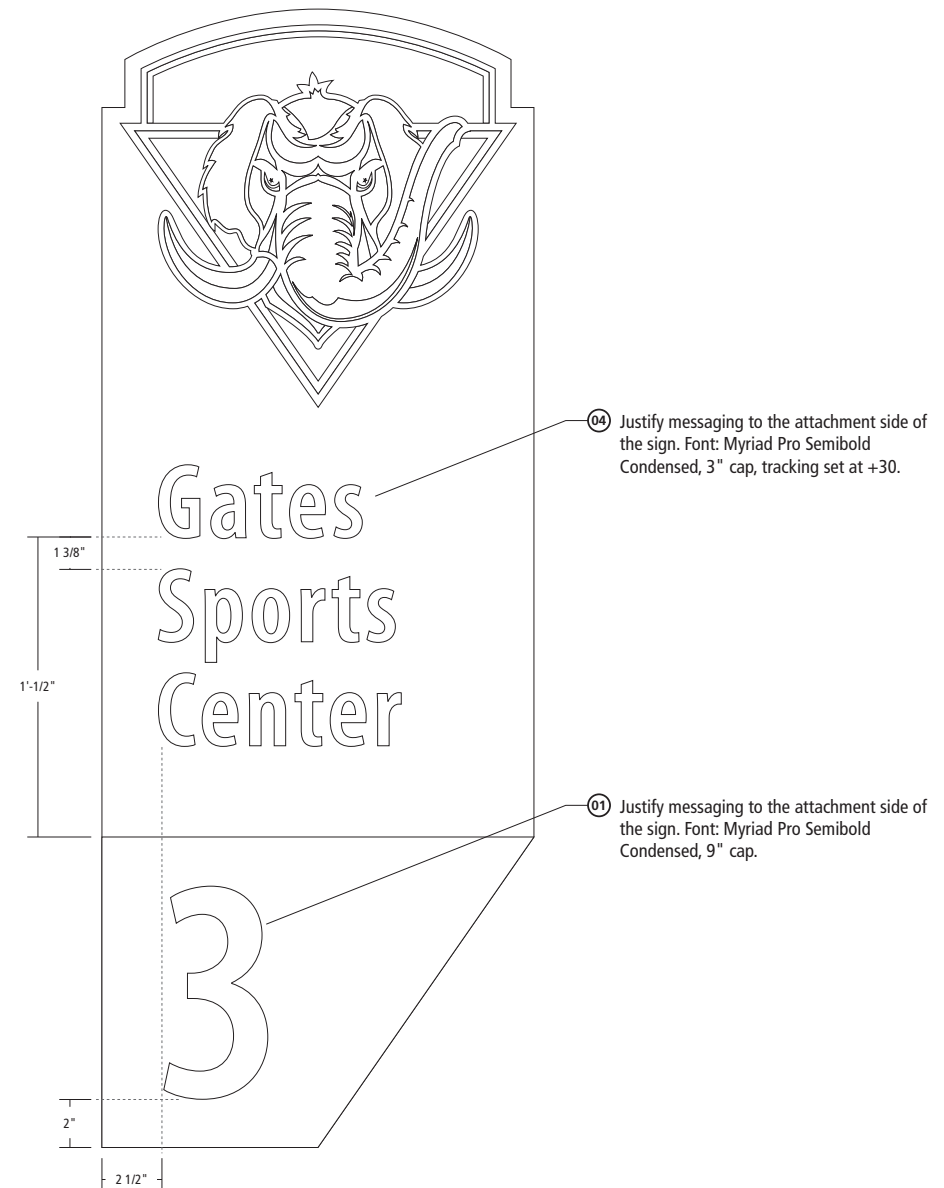 04 Justify messaging to the attachment side of
the sign. Font: Myriad Pro Semibold
Condensed, 3" cap, tracking set at +30.
Gates
1 3/8"
Sports
1'-1/2"
Center
01 Justify messaging to the attachment side of
the sign. Font: Myriad Pro Semibold
Condensed, 9" cap.
3
2"
2 1/2"